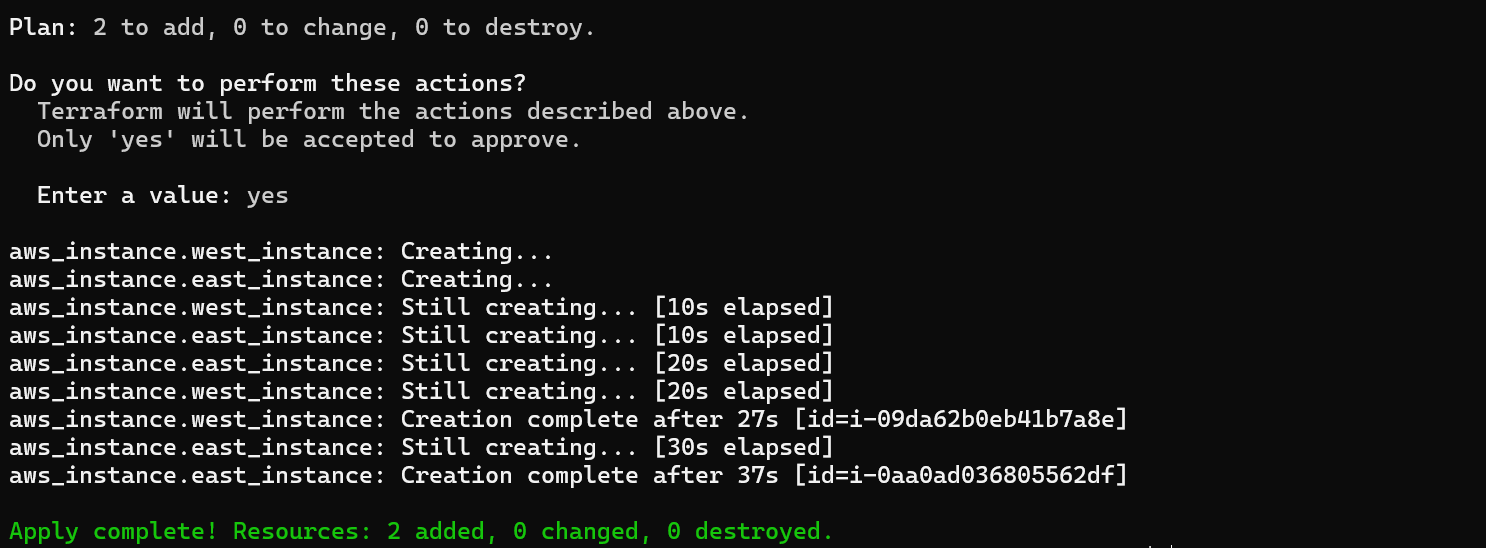 Plan: 2 to add, 0 to change, 0 to destroy.
Do you want to perform these actions?
Terraform will perform the actions described above.
Only 'yes' will be accepted to approve.
Enter a value: yes
aws_instance.west_instance: Creating...
aws_instance.east_instance: Creating...
aws_instance.west_instance: Still creating... [10s elapsed]
aws_instance.east_instance: Still creating... [10s elapsed]
aws_instance.east_instance: Still creating... [20s elapsed]
aws_instance.west_instance: Still creating... [20s elapsed]
aws_instance.west_instance: Creation complete after 27s [id=i-09da62b0eb41b7a8e]
aws_instance.east_instance: Still creating... [30s elapsed]
aws_instance.east_instance: Creation complete after 37s [id=i-0aa0ad036805562df]
Apply complete! Resources: 2 added, 0 changed, 0 destroyed.